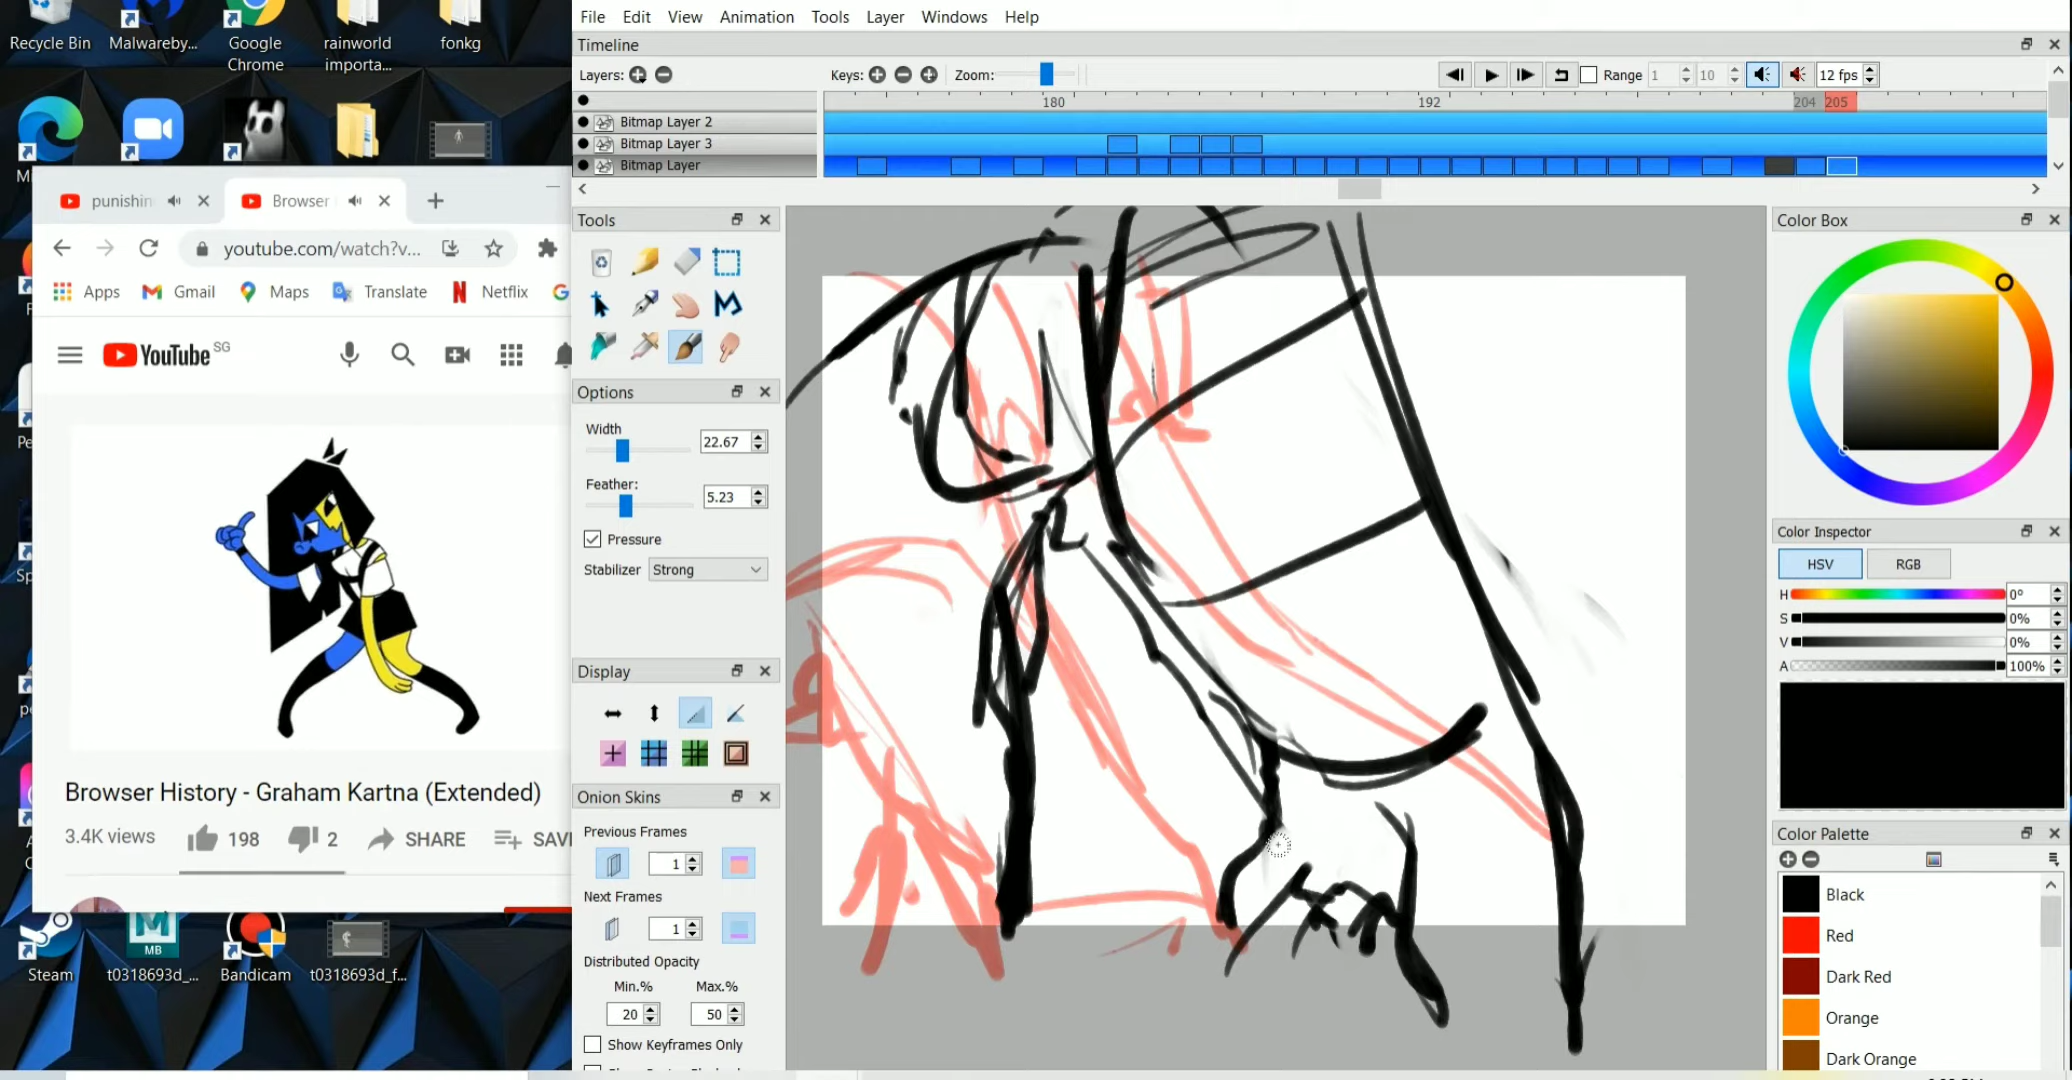 Recycle Bin
Malwareby...
Google
Chrome
rainworld
importa...
fonkg
punishin
Browser
youtube.com/watch?v...
Apps
Gmail
Maps
Translate
Netflix
YouTube SG
Browser History - Graham Kartna (Extended)
3.4K views
198
2
SHARE
Steam
MB
t0318693d_...
Bandicam
t0318693d_f...
File
Edit
View
Animation
Tools
Layer
Windows
Help
Timeline
Layers:
Keys:
Zoom:
Range
1
10
12 fps
180
192
204
205
Bitmap Layer 2
Bitmap Layer 3
Bitmap Layer
Tools
Options
Width
22.67
Feather:
5.23
Pressure
Stabilizer
Strong
Display
Onion Skins
Previous Frames
1
Next Frames
1
Distributed Opacity
Min.%
Max.%
20
50
Show Keyframes Only
Color Box
Color Inspector
HSV
RGB
H
0°
S
0%
V
0%
A
100%
Color Palette
Black
Red
Dark Red
Orange
Dark Orange